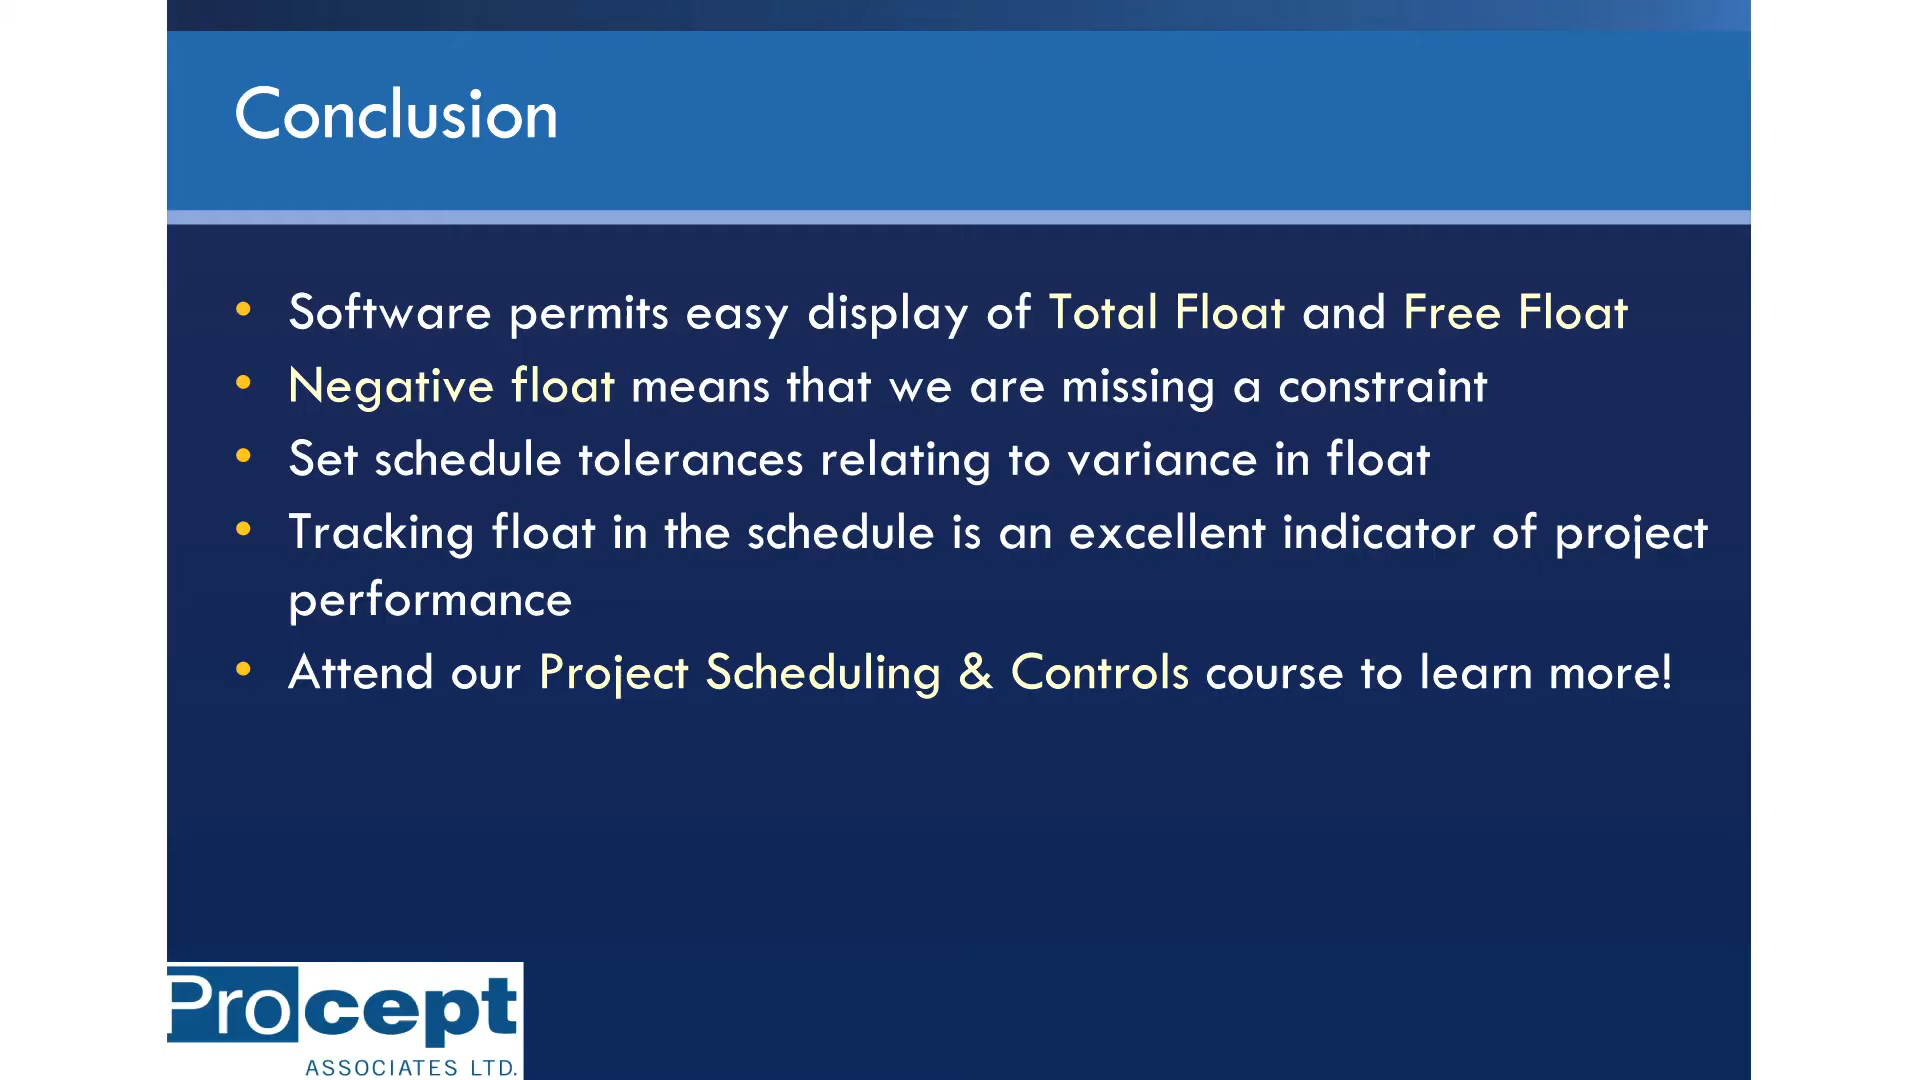 Conclusion
• Software permits easy display of Total Float and Free Float
• Negative float means that we are missing a constraint
• Set schedule tolerances relating to variance in float
• Tracking float in the schedule is an excellent indicator of project
performance
• Attend our Project Scheduling & Controls course to learn more!
Procept
ASSOCIATES LTD.